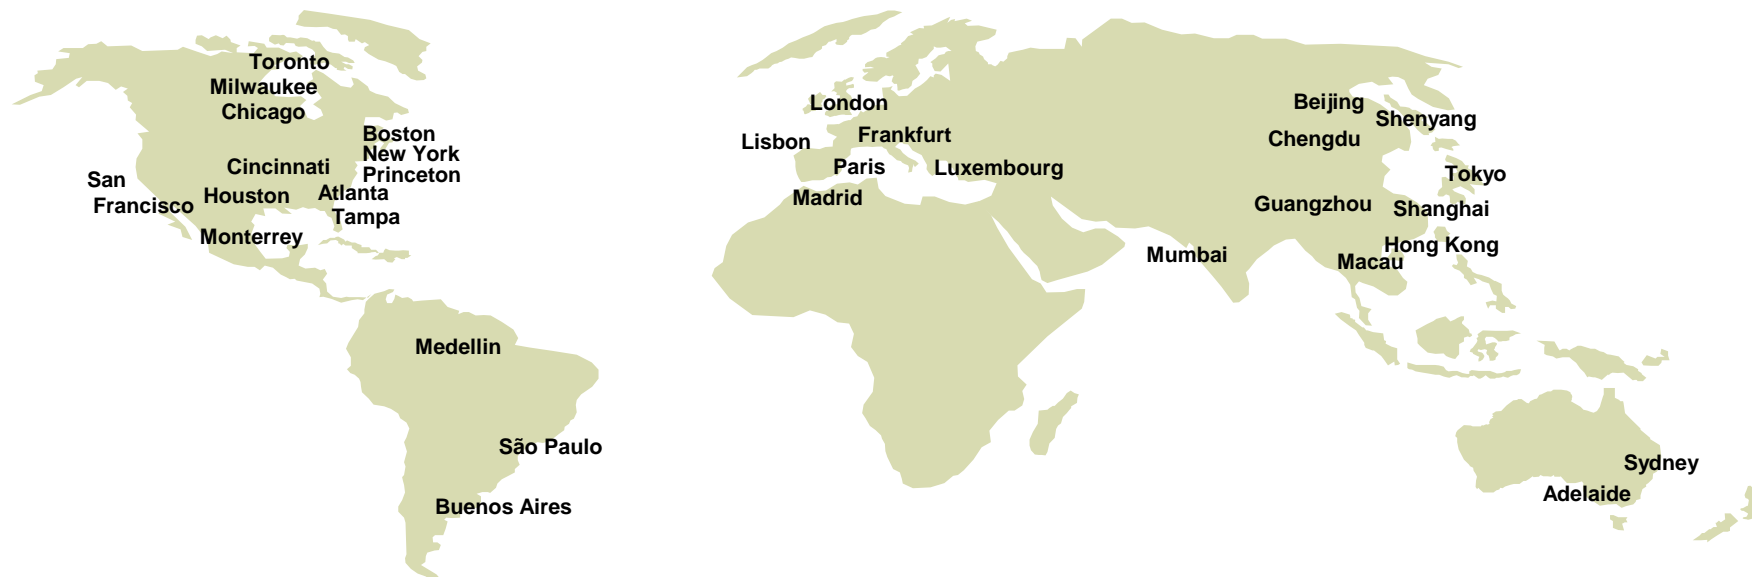 Toronto
Milwaukee
Chicago
Boston
New York
Cincinnati
Princeton
San
Francisco
Houston
Atlanta
Tampa
Monterrey
Medellin
São Paulo
Buenos Aires
London
Lisbon
Frankfurt
Paris
Luxembourg
Madrid
Beijing
Shenyang
Chengdu
Tokyo
Guangzhou
Shanghai
Hong Kong
Mumbai
Macau
Sydney
Adelaide